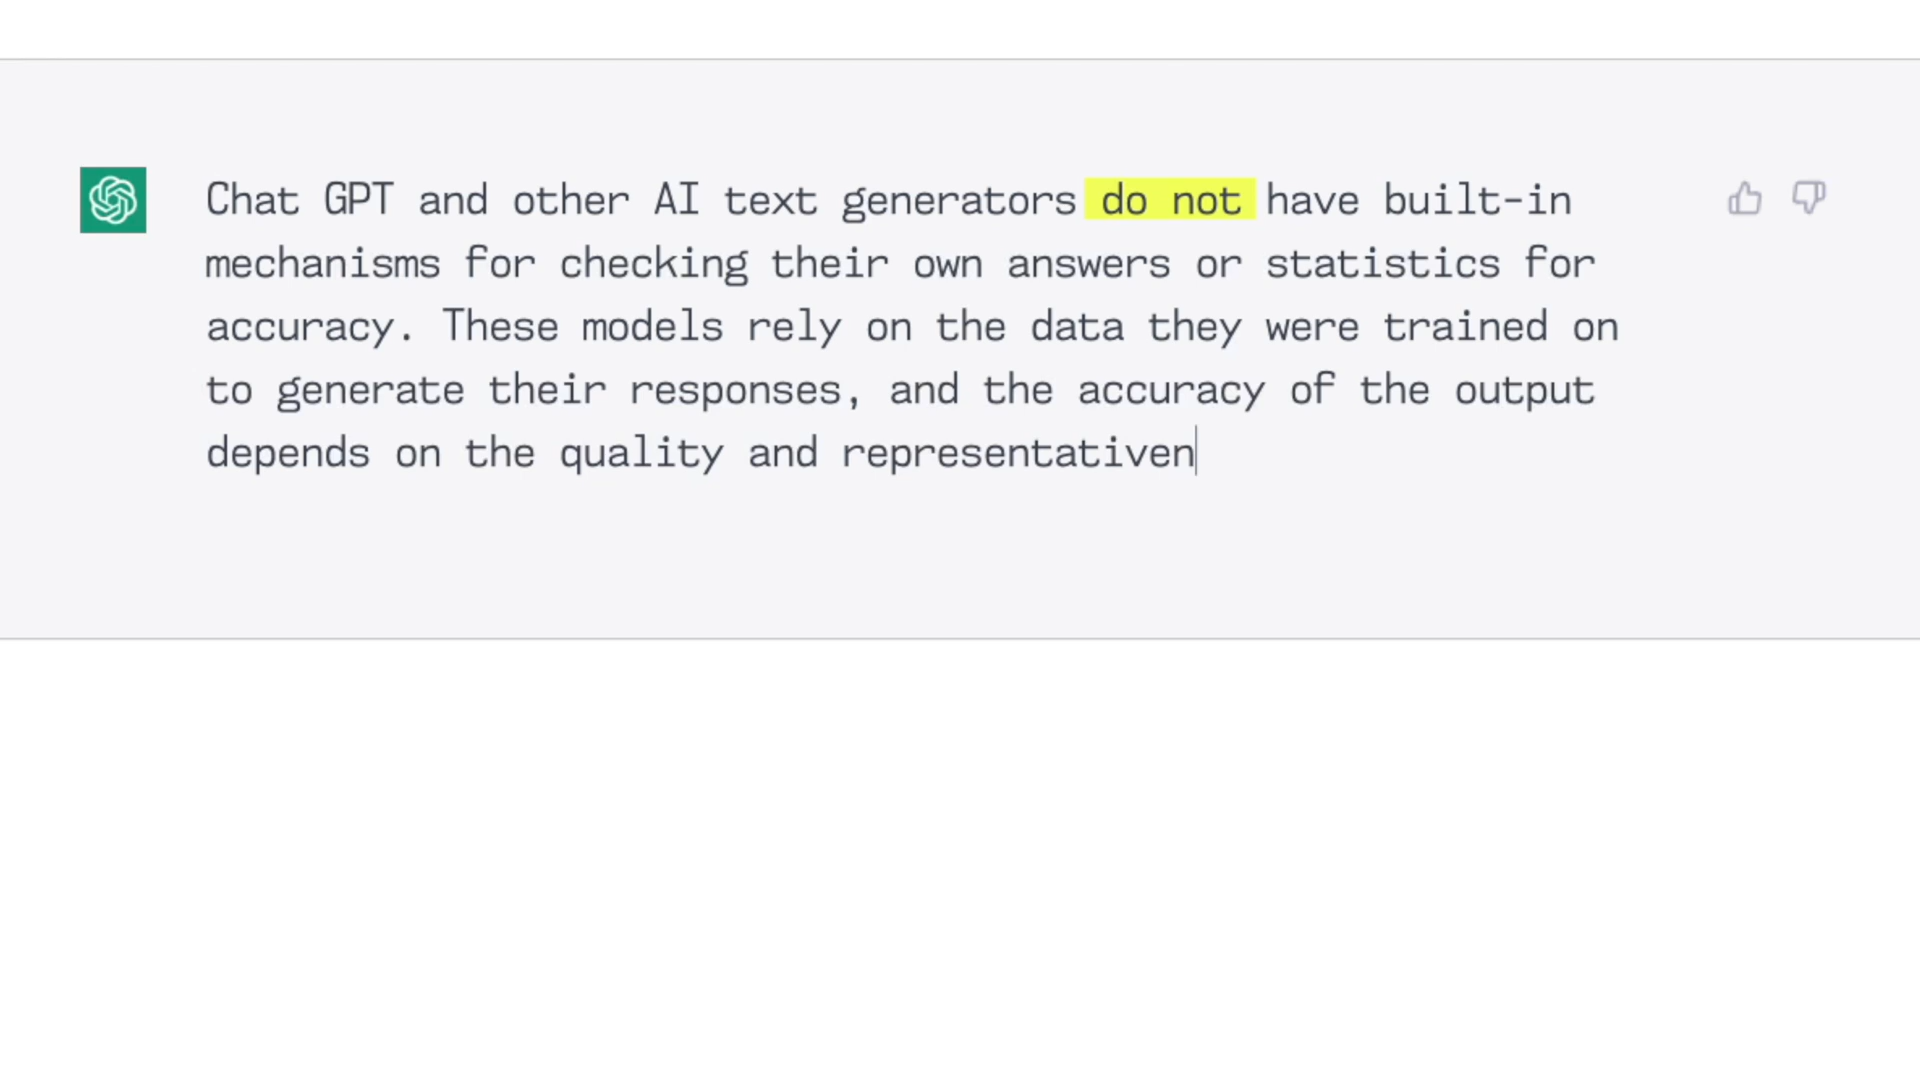 Chat GPT and other AI text generators do not have built-in
mechanisms for checking their own answers or statistics for
accuracy. These models rely on the data they were trained on
to generate their responses, and the accuracy of the output
depends on the quality and representativen